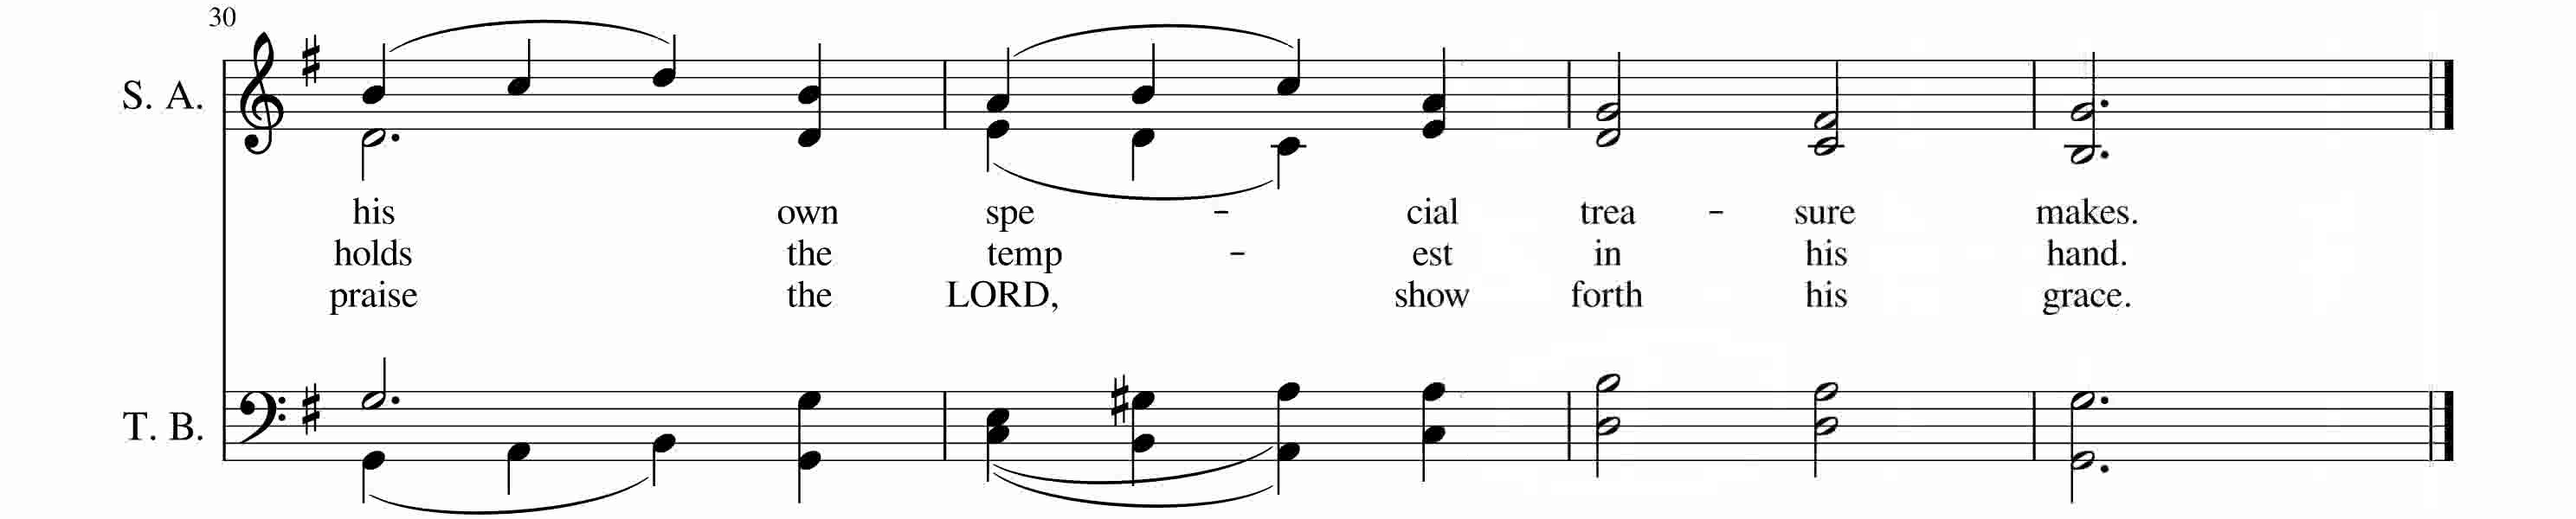 30
S. A.
his own spe - cial trea - sure makes.
holds the temp - est in his hand.
praise the LORD, show forth his grace.
T. B.